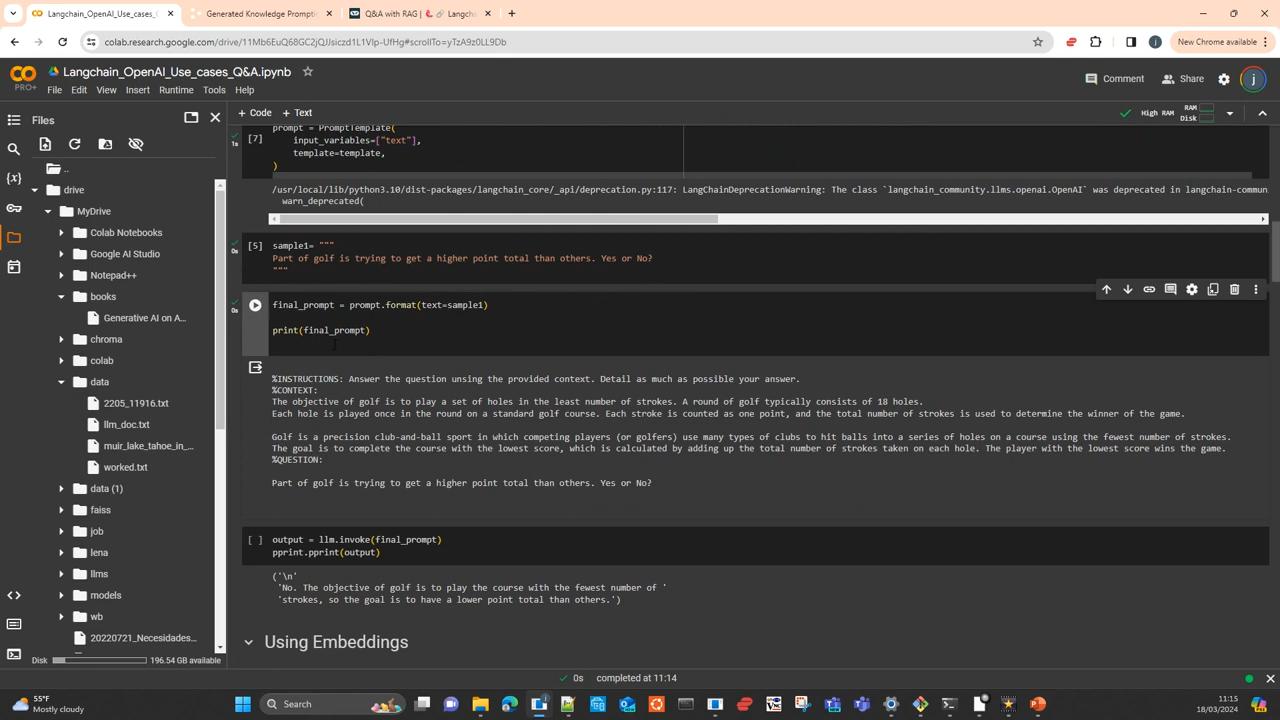 Langchain_OpenAI_Use_cases_
Generated Knowledge Promptin
Q&A with RAG | 🦜️🔗 Langcha
colab.research.google.com/drive/11Mb6EuQ68GC2jQJJsiczd1L1VIp-UfHg#scrollTo=yTzA9z0LL9Db
New Chrome available
PRO+
Langchain_OpenAI_Use_cases_Q&A.ipynb
File Edit View Insert Runtime Tools Help
Comment
Share
j
Files
+ Code + Text
High RAM
RAM
Disk
..
drive
MyDrive
Colab Notebooks
Google AI Studio
Notepad++
books
Generative AI on A...
chroma
colab
data
2205_11916.txt
llm_doc.txt
muir_lake_tahoe_in_...
worked.txt
data (1)
faiss
job
lena
llms
models
wb
20220721_Necesidades...
Disk
196.54 GB available
1s
[7]
prompt = PromptTemplate(
input_variables=["text"],
template=template,
)
/usr/local/lib/python3.10/dist-packages/langchain_core/_api/deprecation.py:117: LangChainDeprecationWarning: The class `langchain_community.llms.openai.OpenAI` was deprecated in langchain-commun
warn_deprecated(
0s
[5]
sample1= """
Part of golf is trying to get a higher point total than others. Yes or No?
"""
0s
final_prompt = prompt.format(text=sample1)
print(final_prompt)
%INSTRUCTIONS: Answer the question unsing the provided context. Detail as much as possible your answer.
%CONTEXT:
The objective of golf is to play a set of holes in the least number of strokes. A round of golf typically consists of 18 holes.
Each hole is played once in the round on a standard golf course. Each stroke is counted as one point, and the total number of strokes is used to determine the winner of the game.
Golf is a precision club-and-ball sport in which competing players (or golfers) use many types of clubs to hit balls into a series of holes on a course using the fewest number of strokes.
The goal is to complete the course with the lowest score, which is calculated by adding up the total number of strokes taken on each hole. The player with the lowest score wins the game.
%QUESTION:
Part of golf is trying to get a higher point total than others. Yes or No?
[ ]
output = llm.invoke(final_prompt)
pprint.pprint(output)
('\n'
'No. The objective of golf is to play the course with the fewest number of '
'strokes, so the goal is to have a lower point total than others.')
Using Embeddings
0s completed at 11:14
55°F
Mostly cloudy
Search
11:15
18/03/2024